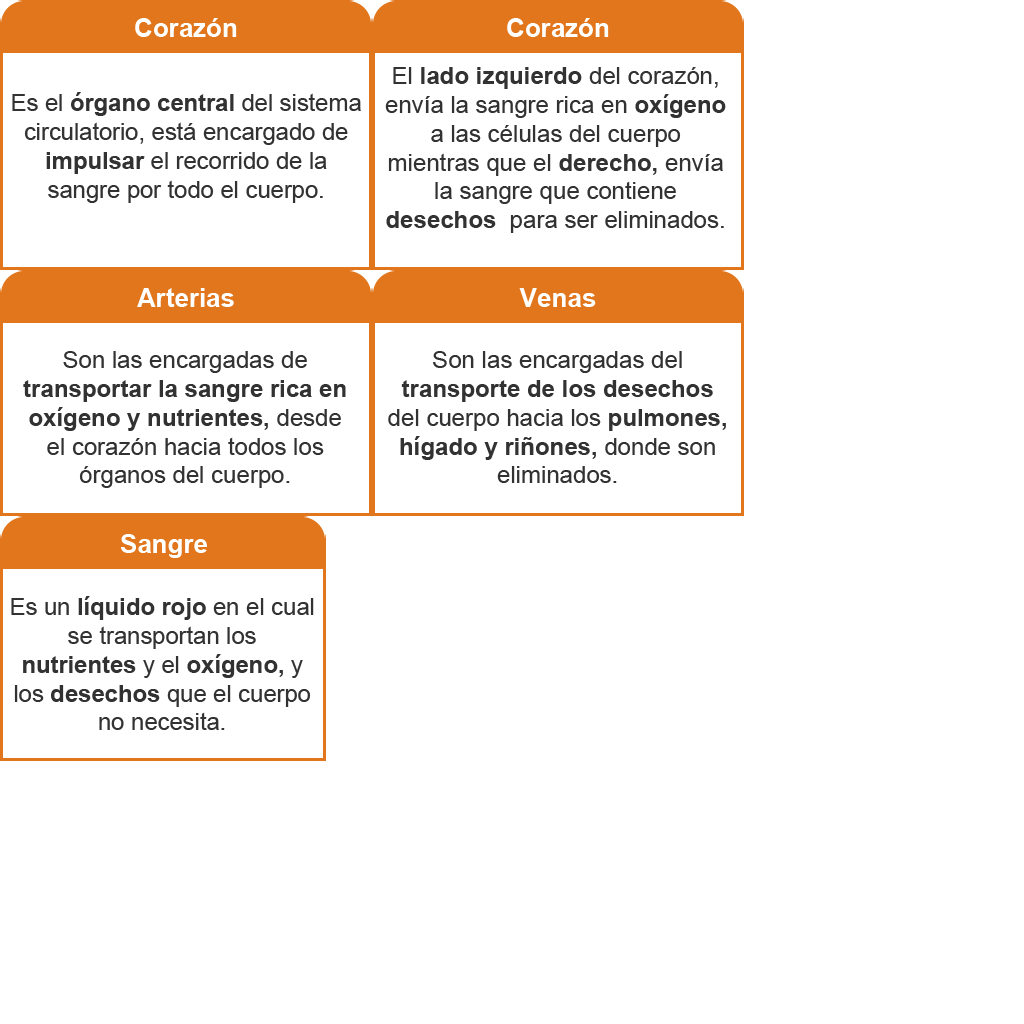 Corazón
Es el órgano central del sistema
circulatorio, está encargado de
impulsar el recorrido de la
sangre por todo el cuerpo.
Corazón
El lado izquierdo del corazón,
envía la sangre rica en oxígeno
a las células del cuerpo
mientras que el derecho, envía
la sangre que contiene
desechos  para ser eliminados.
Arterias
Son las encargadas de
transportar la sangre rica en
oxígeno y nutrientes, desde
el corazón hacia todos los
órganos del cuerpo.
Venas
Son las encargadas del
transporte de los desechos
del cuerpo hacia los pulmones,
hígado y riñones, donde son
eliminados.
Sangre
Es un líquido rojo en el cual
se transportan los
nutrientes y el oxígeno, y
los desechos que el cuerpo
no necesita.